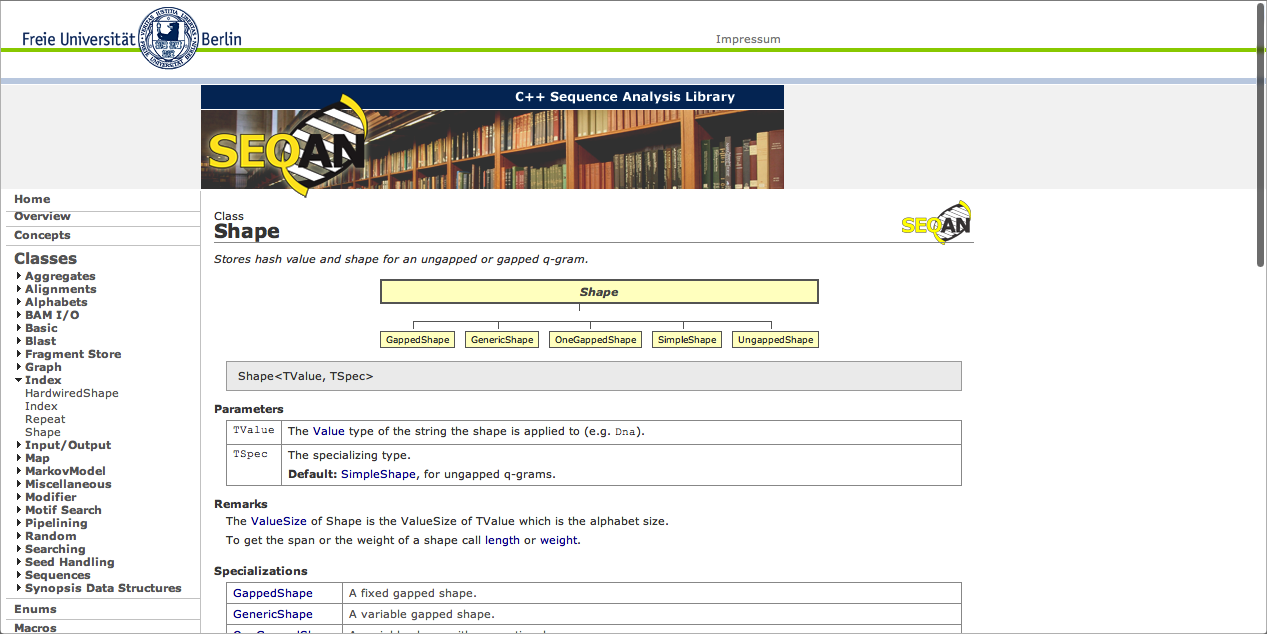 Freie Universität Berlin
Impressum
C++ Sequence Analysis Library
SEQAN
Home
Overview
Concepts
Classes
Aggregates
Alignments
Alphabets
BAM I/O
Basic
Blast
Fragment Store
Graph
Index
HardwiredShape
Index
Repeat
Shape
Input/Output
Map
MarkovModel
Miscellaneous
Modifier
Motif Search
Pipelining
Random
Searching
Seed Handling
Sequences
Synopsis Data Structures
Enums
Macros
Class
Shape
SEQAN
Stores hash value and shape for an ungapped or gapped q-gram.
Shape
GappedShape GenericShape OneGappedShape SimpleShape UngappedShape
Shape<TValue, TSpec>
Parameters
TValue The Value type of the string the shape is applied to (e.g. Dna).
TSpec The specializing type.
Default: SimpleShape, for ungapped q-grams.
Remarks
The ValueSize of Shape is the ValueSize of TValue which is the alphabet size.
To get the span or the weight of a shape call length or weight.
Specializations
GappedShape A fixed gapped shape.
GenericShape A variable gapped shape.